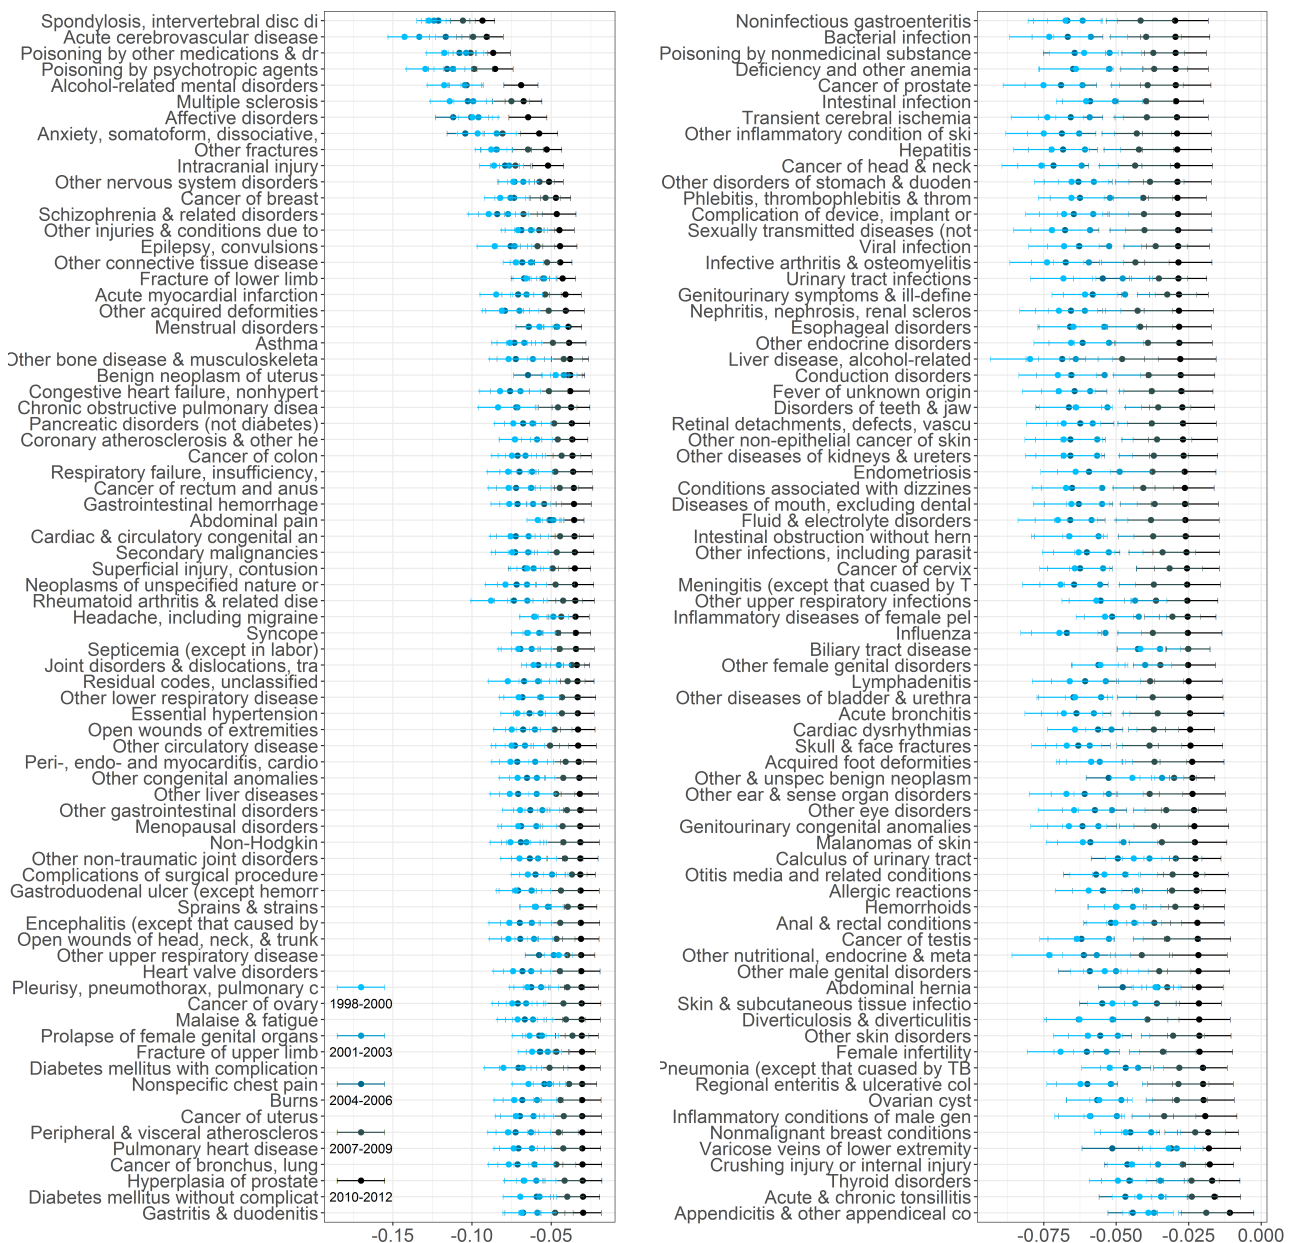 Spondylosis, intervertebral disc di
Acute cerebrovascular disease
Poisoning by other medications & dr
Poisoning by psychotropic agents
Alcohol-related mental disorders
Multiple sclerosis
Affective disorders
Anxiety, somatoform, dissociative,
Other fractures
Intracranial injury
Other nervous system disorders
Cancer of breast
Schizophrenia & related disorders
Other injuries & conditions due to
Epilepsy, convulsions
Other connective tissue disease
Fracture of lower limb
Acute myocardial infarction
Other acquired deformities
Menstrual disorders
Asthma
Other bone disease & musculoskeleta
Benign neoplasm of uterus
Congestive heart failure, nonhypert
Chronic obstructive pulmonary disea
Pancreatic disorders (not diabetes)
Coronary atherosclerosis & other he
Cancer of colon
Respiratory failure, insufficiency,
Cancer of rectum and anus
Gastrointestinal hemorrhage
Abdominal pain
Cardiac & circulatory congenital an
Secondary malignancies
Superficial injury, contusion
Neoplasms of unspecified nature or
Rheumatoid arthritis & related dise
Headache, including migraine
Syncope
Septicemia (except in labor)
Joint disorders & dislocations, tra
Residual codes, unclassified
Other lower respiratory disease
Essential hypertension
Open wounds of extremities
Other circulatory disease
Peri-, endo- and myocarditis, cardio
Other congenital anomalies
Other liver diseases
Other gastrointestinal disorders
Menopausal disorders
Non-Hodgkin
Other non-traumatic joint disorders
Complications of surgical procedure
Gastroduodenal ulcer (except hemorr
Sprains & strains
Encephalitis (except that caused by
Open wounds of head, neck, & trunk
Other upper respiratory disease
Heart valve disorders
Pleurisy, pneumothorax, pulmonary c
Cancer of ovary
Malaise & fatigue
Prolapse of female genital organs
Fracture of upper limb
Diabetes mellitus with complication
Nonspecific chest pain
Burns
Cancer of uterus
Peripheral & visceral atheroscleros
Pulmonary heart disease
Cancer of bronchus, lung
Hyperplasia of prostate
Diabetes mellitus without complicat
Gastritis & duodenitis
1998-2000
2001-2003
2004-2006
2007-2009
2010-2012
-0.15 -0.10 -0.05
Noninfectious gastroenteritis
Bacterial infection
Poisoning by nonmedicinal substance
Deficiency and other anemia
Cancer of prostate
Intestinal infection
Transient cerebral ischemia
Other inflammatory condition of ski
Hepatitis
Cancer of head & neck
Other disorders of stomach & duoden
Phlebitis, thrombophlebitis & throm
Complication of device, implant or
Sexually transmitted diseases (not
Viral infection
Infective arthritis & osteomyelitis
Urinary tract infections
Genitourinary symptoms & ill-define
Nephritis, nephrosis, renal scleros
Esophageal disorders
Other endocrine disorders
Liver disease, alcohol-related
Conduction disorders
Fever of unknown origin
Disorders of teeth & jaw
Retinal detachments, defects, vascu
Other non-epithelial cancer of skin
Other diseases of kidneys & ureters
Endometriosis
Conditions associated with dizzines
Diseases of mouth, excluding dental
Fluid & electrolyte disorders
Intestinal obstruction without hern
Other infections, including parasit
Cancer of cervix
Meningitis (except that cuased by T
Other upper respiratory infections
Inflammatory diseases of female pel
Influenza
Biliary tract disease
Other female genital disorders
Lymphadenitis
Other diseases of bladder & urethra
Acute bronchitis
Cardiac dysrhythmias
Skull & face fractures
Acquired foot deformities
Other & unspec benign neoplasm
Other ear & sense organ disorders
Other eye disorders
Genitourinary congenital anomalies
Malanomas of skin
Calculus of urinary tract
Otitis media and related conditions
Allergic reactions
Hemorrhoids
Anal & rectal conditions
Cancer of testis
Other nutritional, endocrine & meta
Other male genital disorders
Abdominal hernia
Skin & subcutaneous tissue infectio
Diverticulosis & diverticulitis
Other skin disorders
Female infertility
Pneumonia (except that cuased by TB
Regional enteritis & ulcerative col
Ovarian cyst
Inflammatory conditions of male gen
Nonmalignant breast conditions
Varicose veins of lower extremity
Crushing injury or internal injury
Thyroid disorders
Acute & chronic tonsillitis
Appendicitis & other appendiceal co
-0.075 -0.050 -0.025 0.000